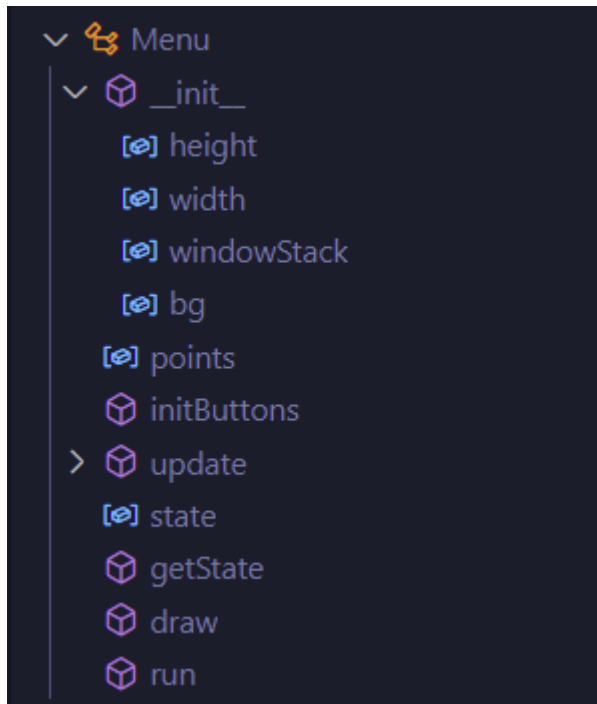 Menu
__init__
height
width
windowStack
bg
points
initButtons
update
state
getState
draw
run